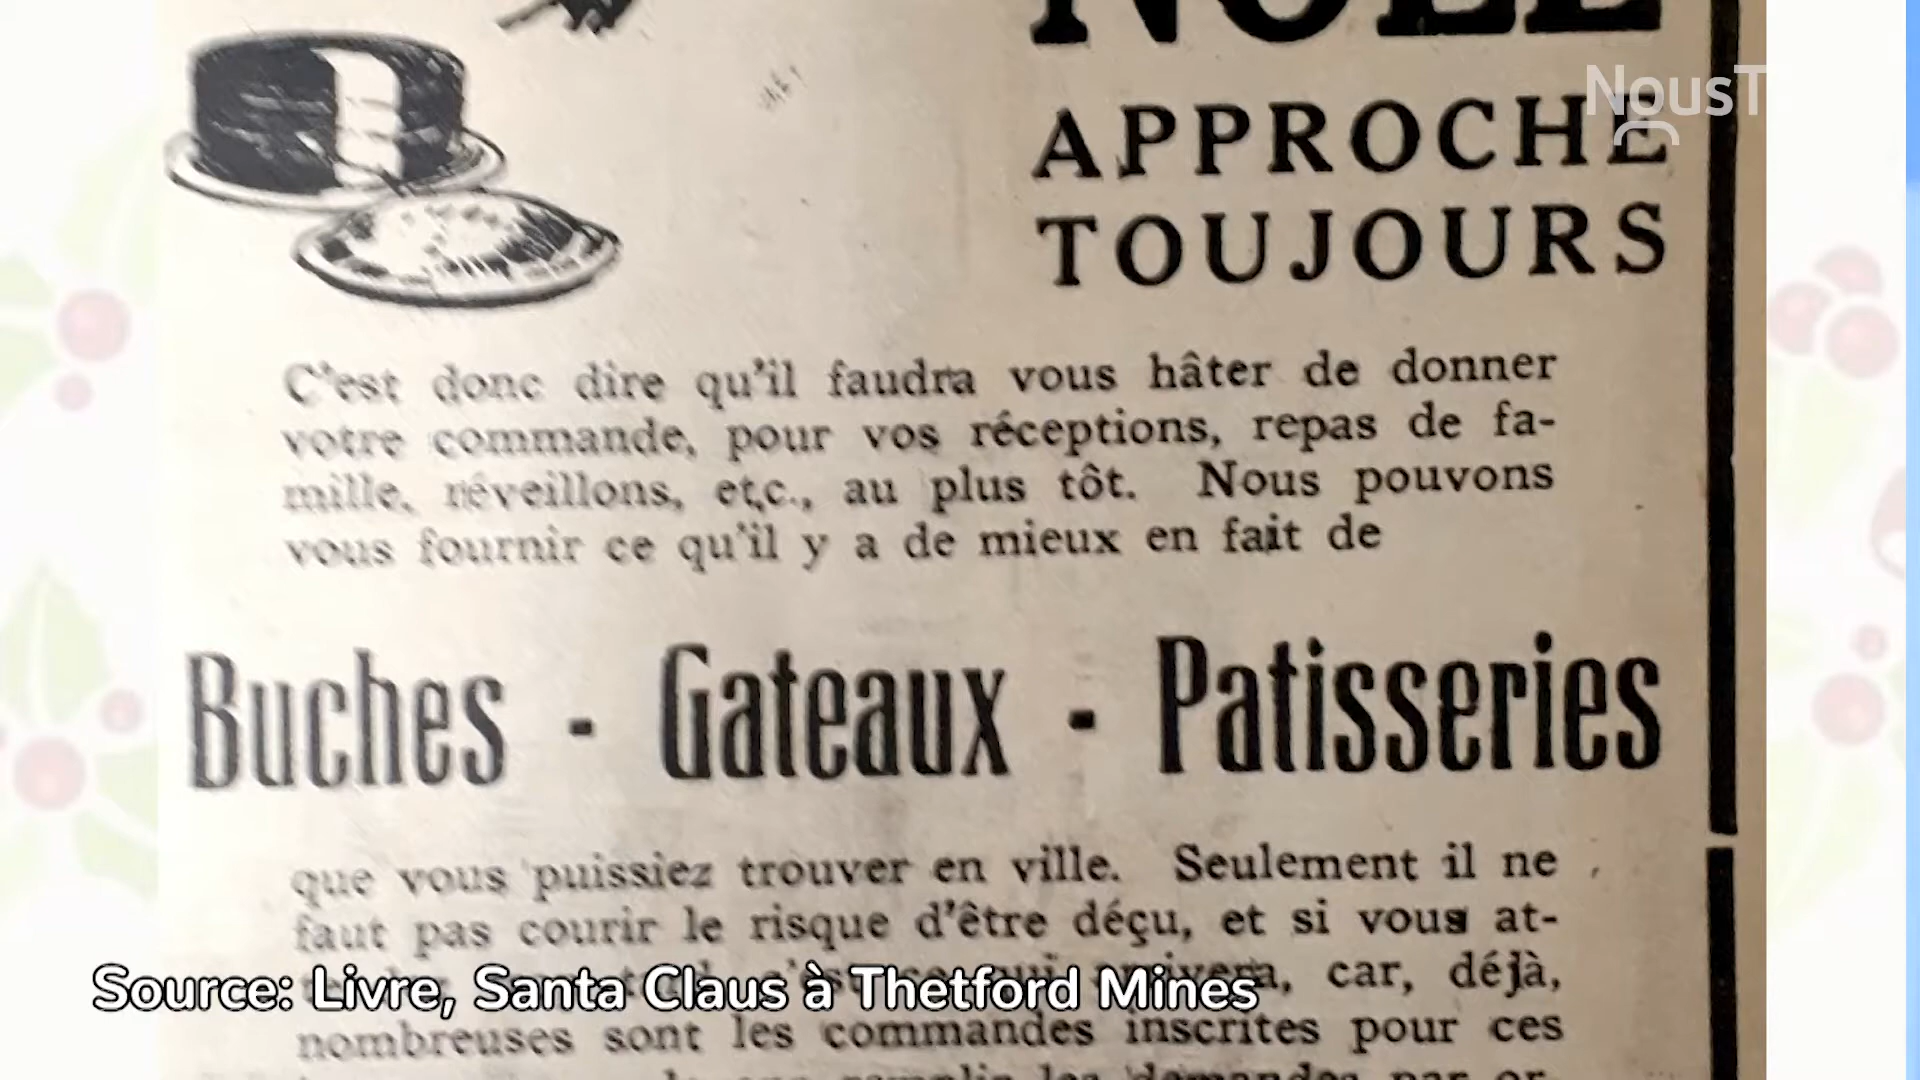 NOËL
NousT
APPROCHE
TOUJOURS
C'est donc dire qu'il faudra vous hâter de donner
votre commande, pour vos réceptions, repas de fa-
mille, réveillons, etc., au plus tôt. Nous pouvons
vous fournir ce qu'il y a de mieux en fait de
Buches - Gateaux - Patisseries
que vous puissiez trouver en ville. Seulement il ne
faut pas courir le risque d'être déçu, et si vous at-
car, déjà,
Source: Livre, Santa Claus à Thetford Mines
nombreuses sont les commandes inscrites pour ces